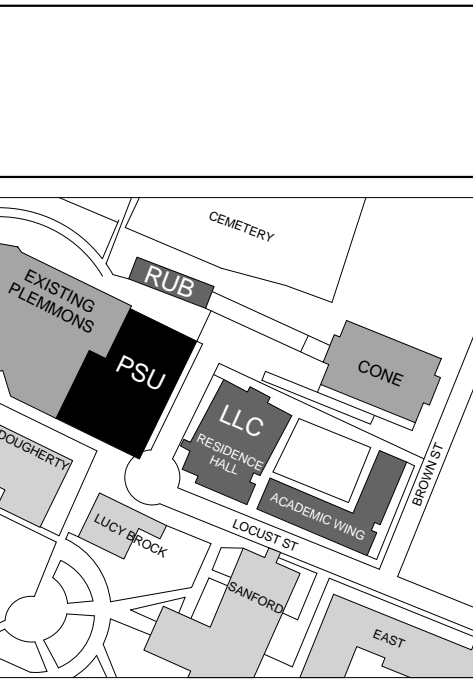 CEMETERY
RUB
EXISTING
PLEMMONS
PSU
CONE
LLC
RESIDENCE
HALL
DOUGHERTY
BROWN ST
ACADEMIC WING
LUCY BROCK
LOCUST ST
SANFORD
EAST